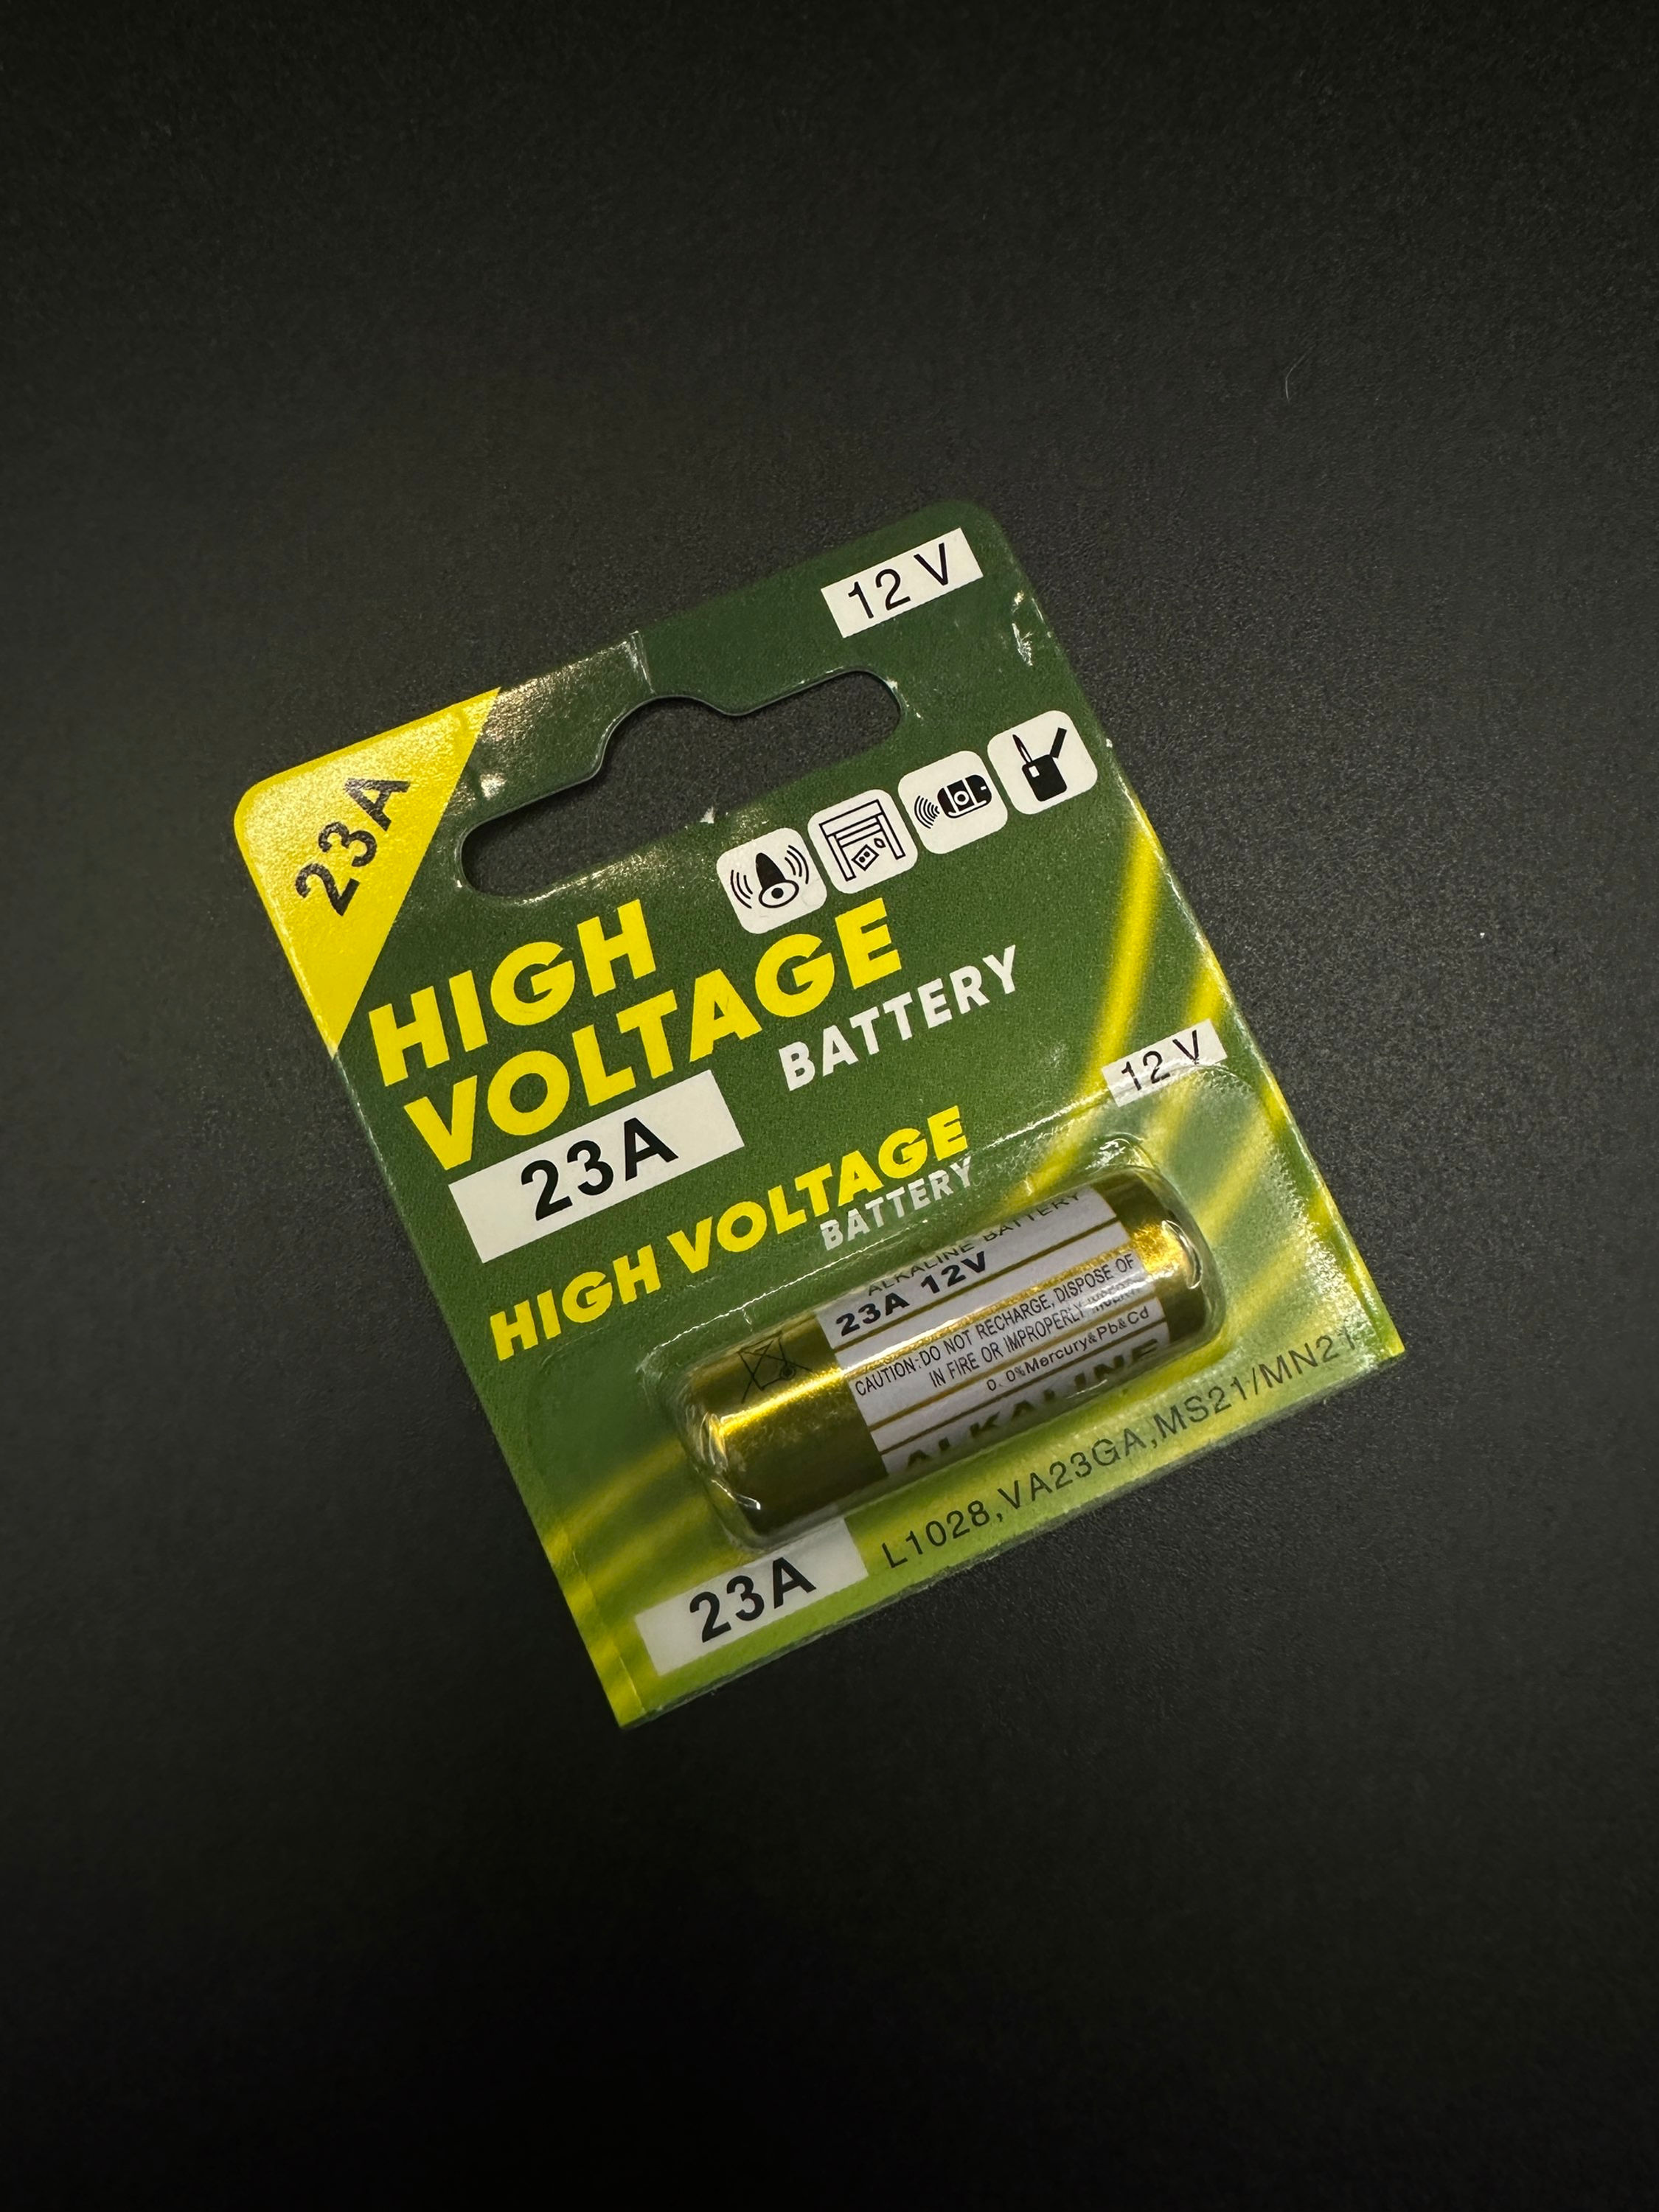 12 V
23A
HIGH
VOLTAGE
BATTERY
23A
12 V
HIGH VOLTAGE
BATTERY
ALKALINE BATTERY
23A 12V
CAUTION:DO NOT RECHARGE, DISPOSE OF
IN FIRE OR IMPROPERLY
0.0%Mercury&Pb&Cd
ALKALINE
L1028,VA23GA,MS21/MN21
23A